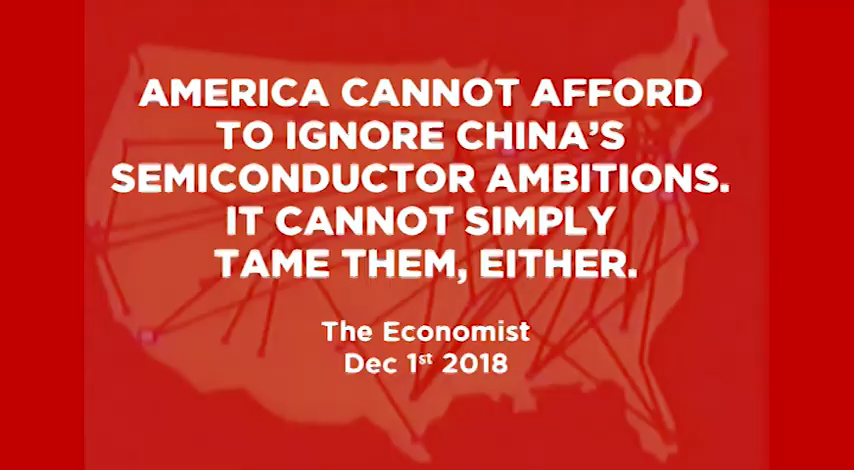 AMERICA CANNOT AFFORD
TO IGNORE CHINA'S
SEMICONDUCTOR AMBITIONS.
IT CANNOT SIMPLY
TAME THEM, EITHER.
The Economist
Dec 1st 2018